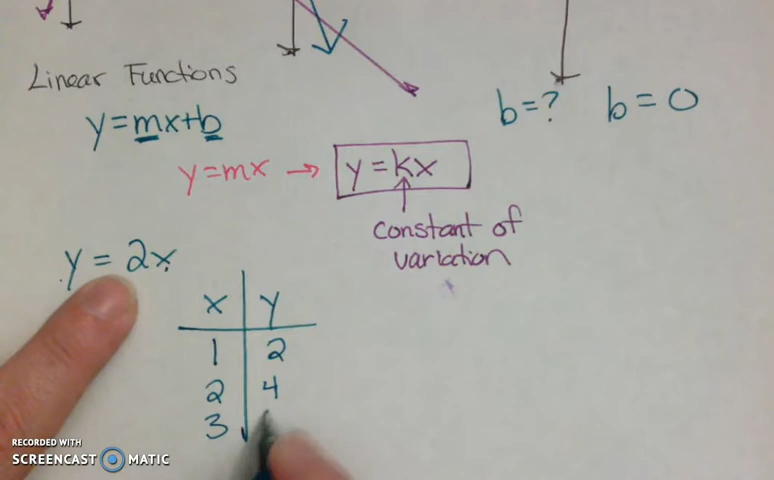 Linear Functions
b=? b=0
y=mx+b
y=mx → y=kx
constant of
variation
y=2x
x y
1 2
2 4
3
RECORDED WITH
SCREENCAST MATIC